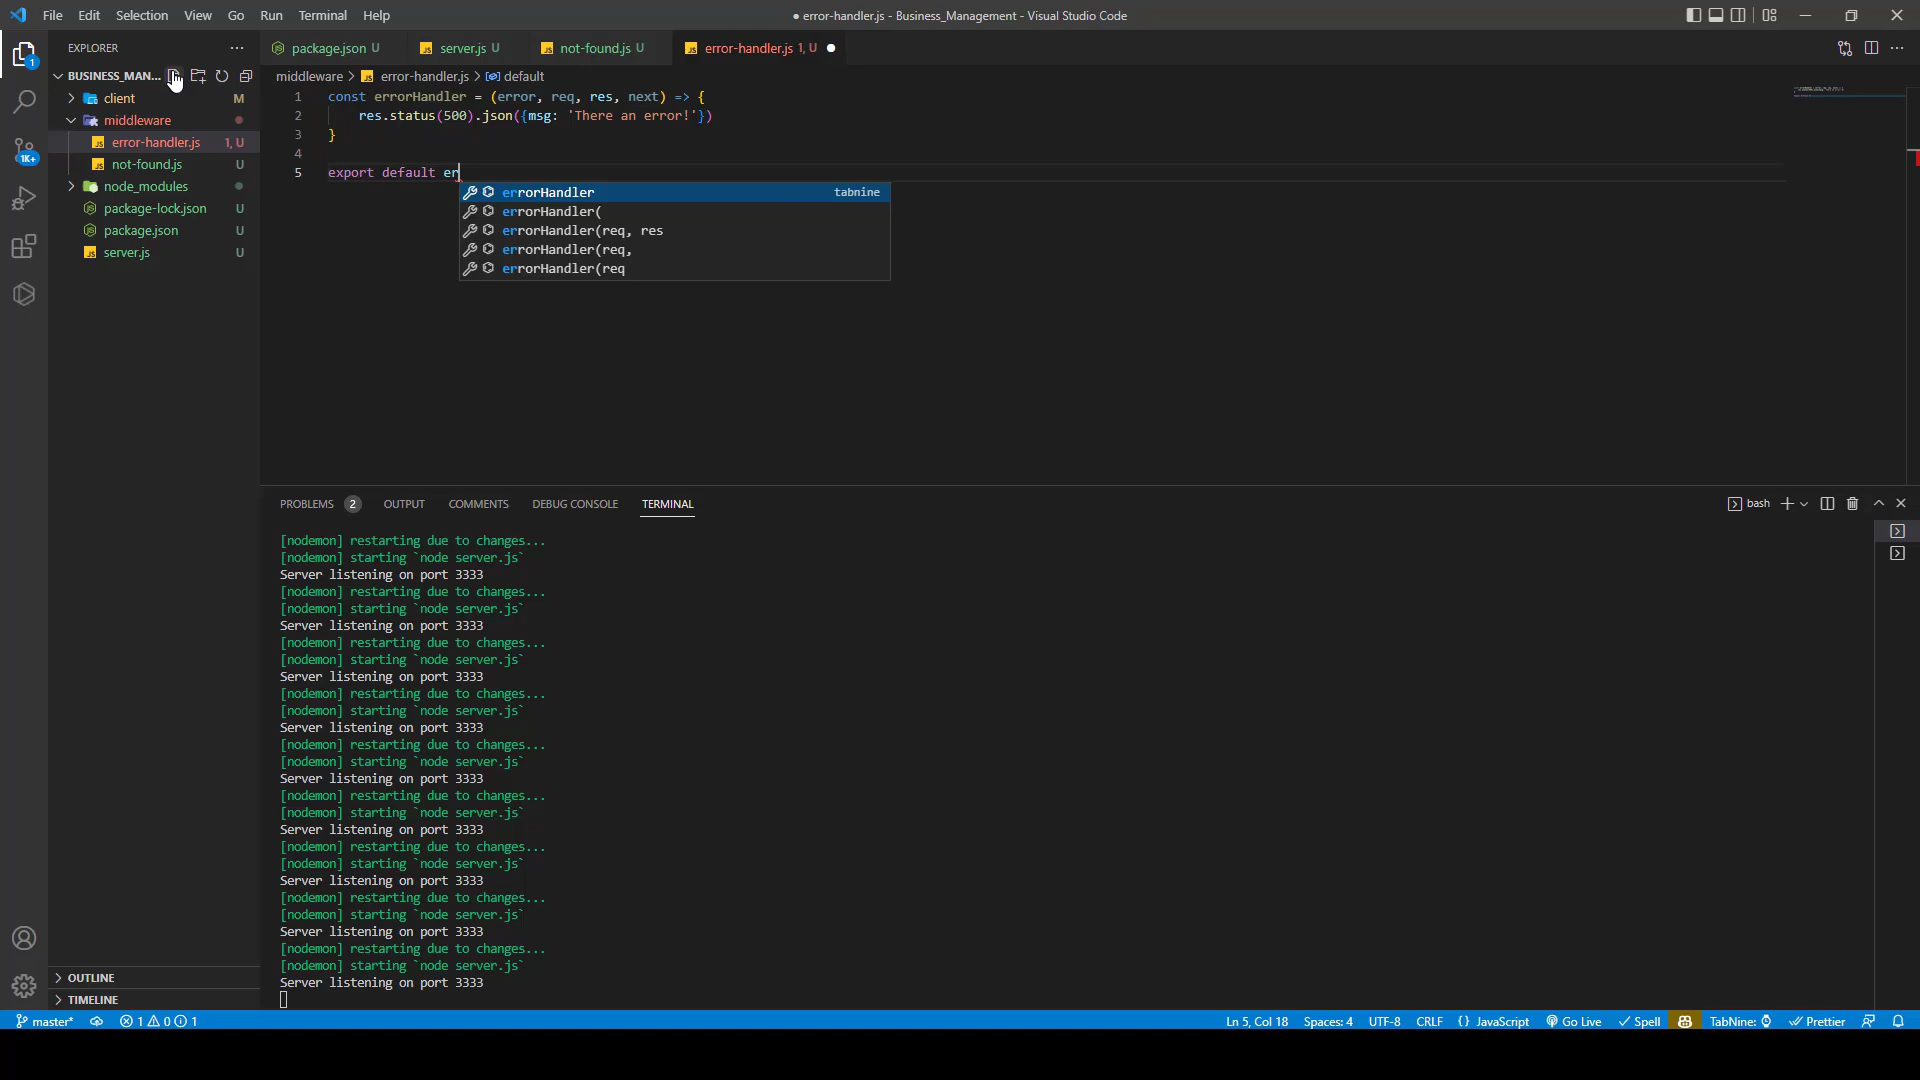 File Edit Selection View Go Run Terminal Help
● error-handler.js - Business_Management - Visual Studio Code
EXPLORER
package.json U
server.js U
not-found.js U
error-handler.js 1, U
BUSINESS_MAN...
middleware > error-handler.js > default
client M
middleware
error-handler.js 1, U
not-found.js U
node_modules
package-lock.json U
package.json U
server.js U
1
1K+
1 const errorHandler = (error, req, res, next) => {
2 res.status(500).json({msg: 'There an error!'})
3 }
4
5 export default er
errorHandler tabnine
errorHandler(
errorHandler(req, res
errorHandler(req,
errorHandler(req
PROBLEMS 2 OUTPUT COMMENTS DEBUG CONSOLE TERMINAL
bash
[nodemon] restarting due to changes...
[nodemon] starting `node server.js`
Server listening on port 3333
[nodemon] restarting due to changes...
[nodemon] starting `node server.js`
Server listening on port 3333
[nodemon] restarting due to changes...
[nodemon] starting `node server.js`
Server listening on port 3333
[nodemon] restarting due to changes...
[nodemon] starting `node server.js`
Server listening on port 3333
[nodemon] restarting due to changes...
[nodemon] starting `node server.js`
Server listening on port 3333
[nodemon] restarting due to changes...
[nodemon] starting `node server.js`
Server listening on port 3333
[nodemon] restarting due to changes...
[nodemon] starting `node server.js`
Server listening on port 3333
[nodemon] restarting due to changes...
[nodemon] starting `node server.js`
Server listening on port 3333
[nodemon] restarting due to changes...
[nodemon] starting `node server.js`
Server listening on port 3333
OUTLINE
TIMELINE
master* 1 0 1
Ln 5, Col 18 Spaces: 4 UTF-8 CRLF {} JavaScript Go Live Spell TabNine: Prettier